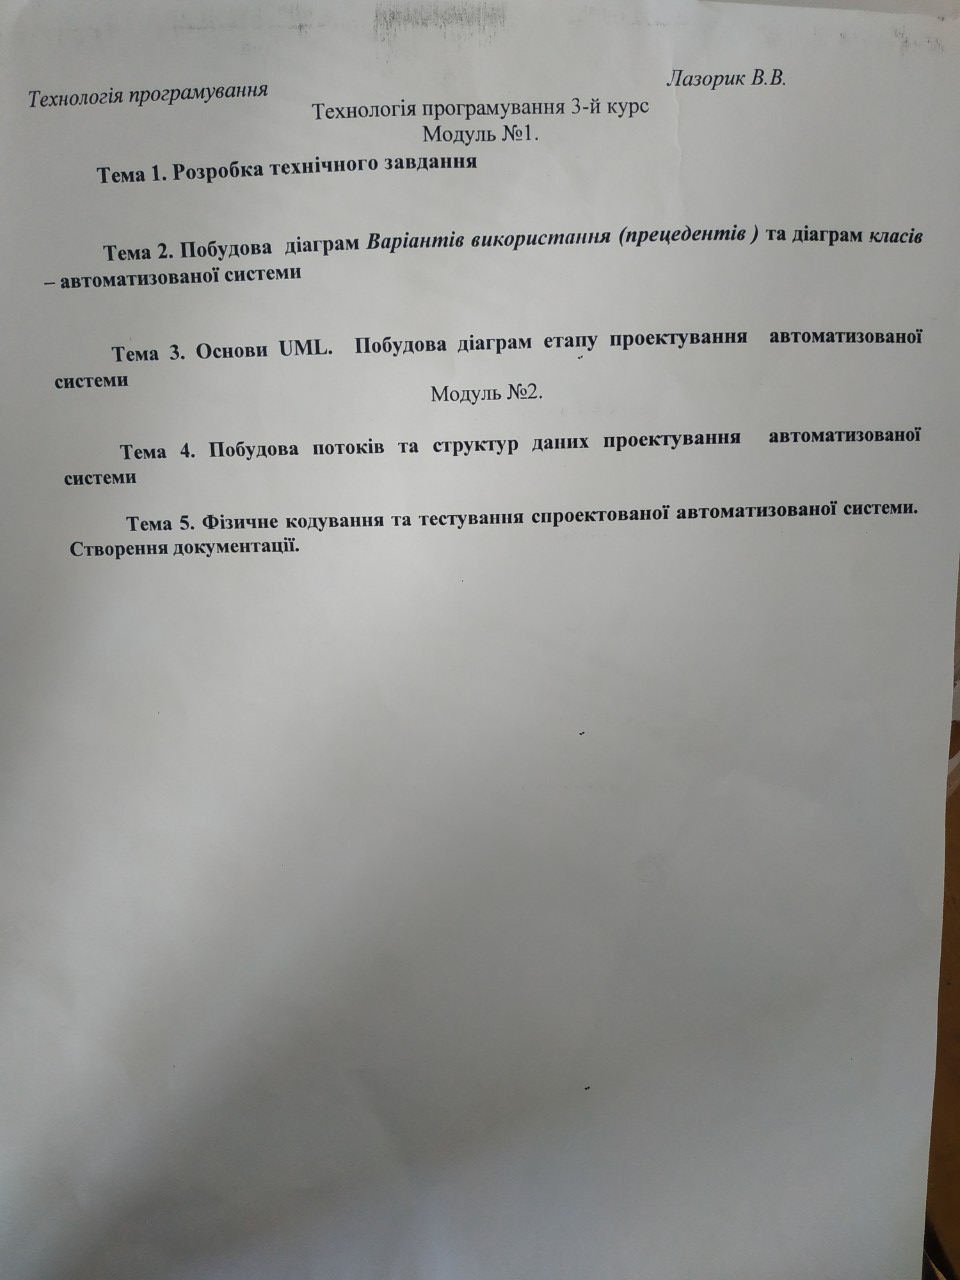 Технологія програмування
Лазорик В.В.
Технологія програмування 3-й курс
Модуль №1.
Тема 1. Розробка технічного завдання
Тема 2. Побудова діаграм Варіантів використання (прецедентів ) та діаграм класів
– автоматизованої системи
Тема 3. Основи UML. Побудова діаграм етапу проектування автоматизованої
системи
Модуль №2.
Тема 4. Побудова потоків та структур даних проектування автоматизованої
системи
Тема 5. Фізичне кодування та тестування спроектованої автоматизованої системи.
Створення документації.